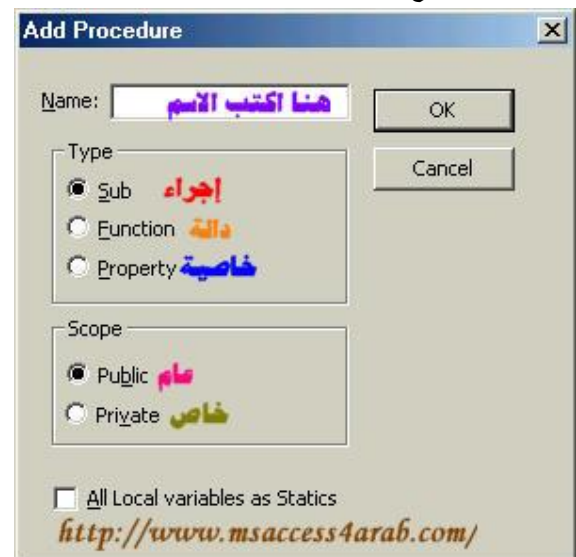 Add Procedure
Name: هنا اكتب الاسم
OK
Type
Cancel
Sub إجراء
Function دالة
Property خاصية
Scope
Public عام
Private خاص
All Local variables as Statics
http://www.msaccess4arab.com/